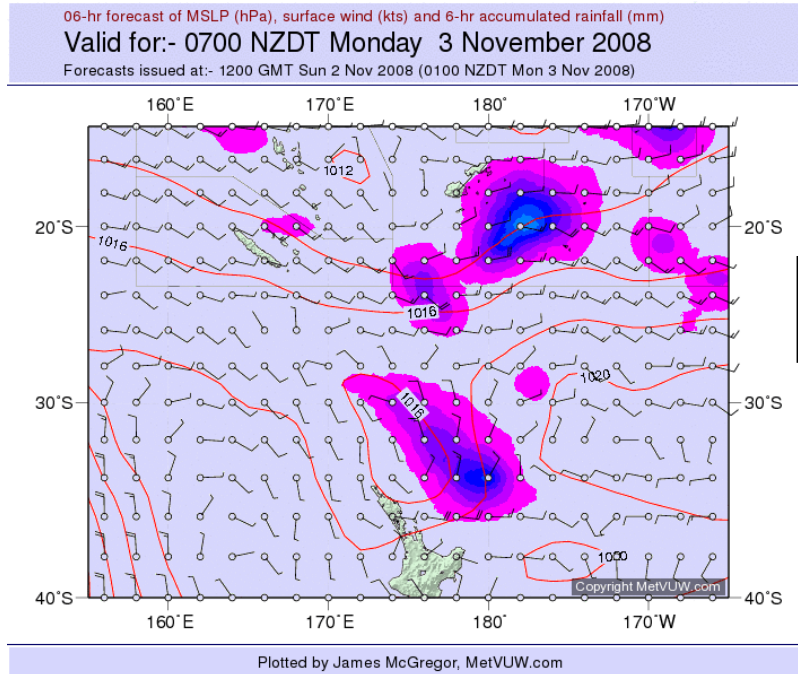 06-hr forecast of MSLP (hPa), surface wind (kts) and 6-hr accumulated rainfall (mm)
Valid for:- 0700 NZDT Monday 3 November 2008
Forecasts issued at:- 1200 GMT Sun 2 Nov 2008 (0100 NZDT Mon 3 Nov 2008)
160°E 170°E 180° 170°W
1012
20°S 20°S
1016
1016
1020
1016
30°S 30°S
Copyright MetVUW.com
40°S 40°S
160°E 170°E 180° 170°W
Plotted by James McGregor, MetVUW.com